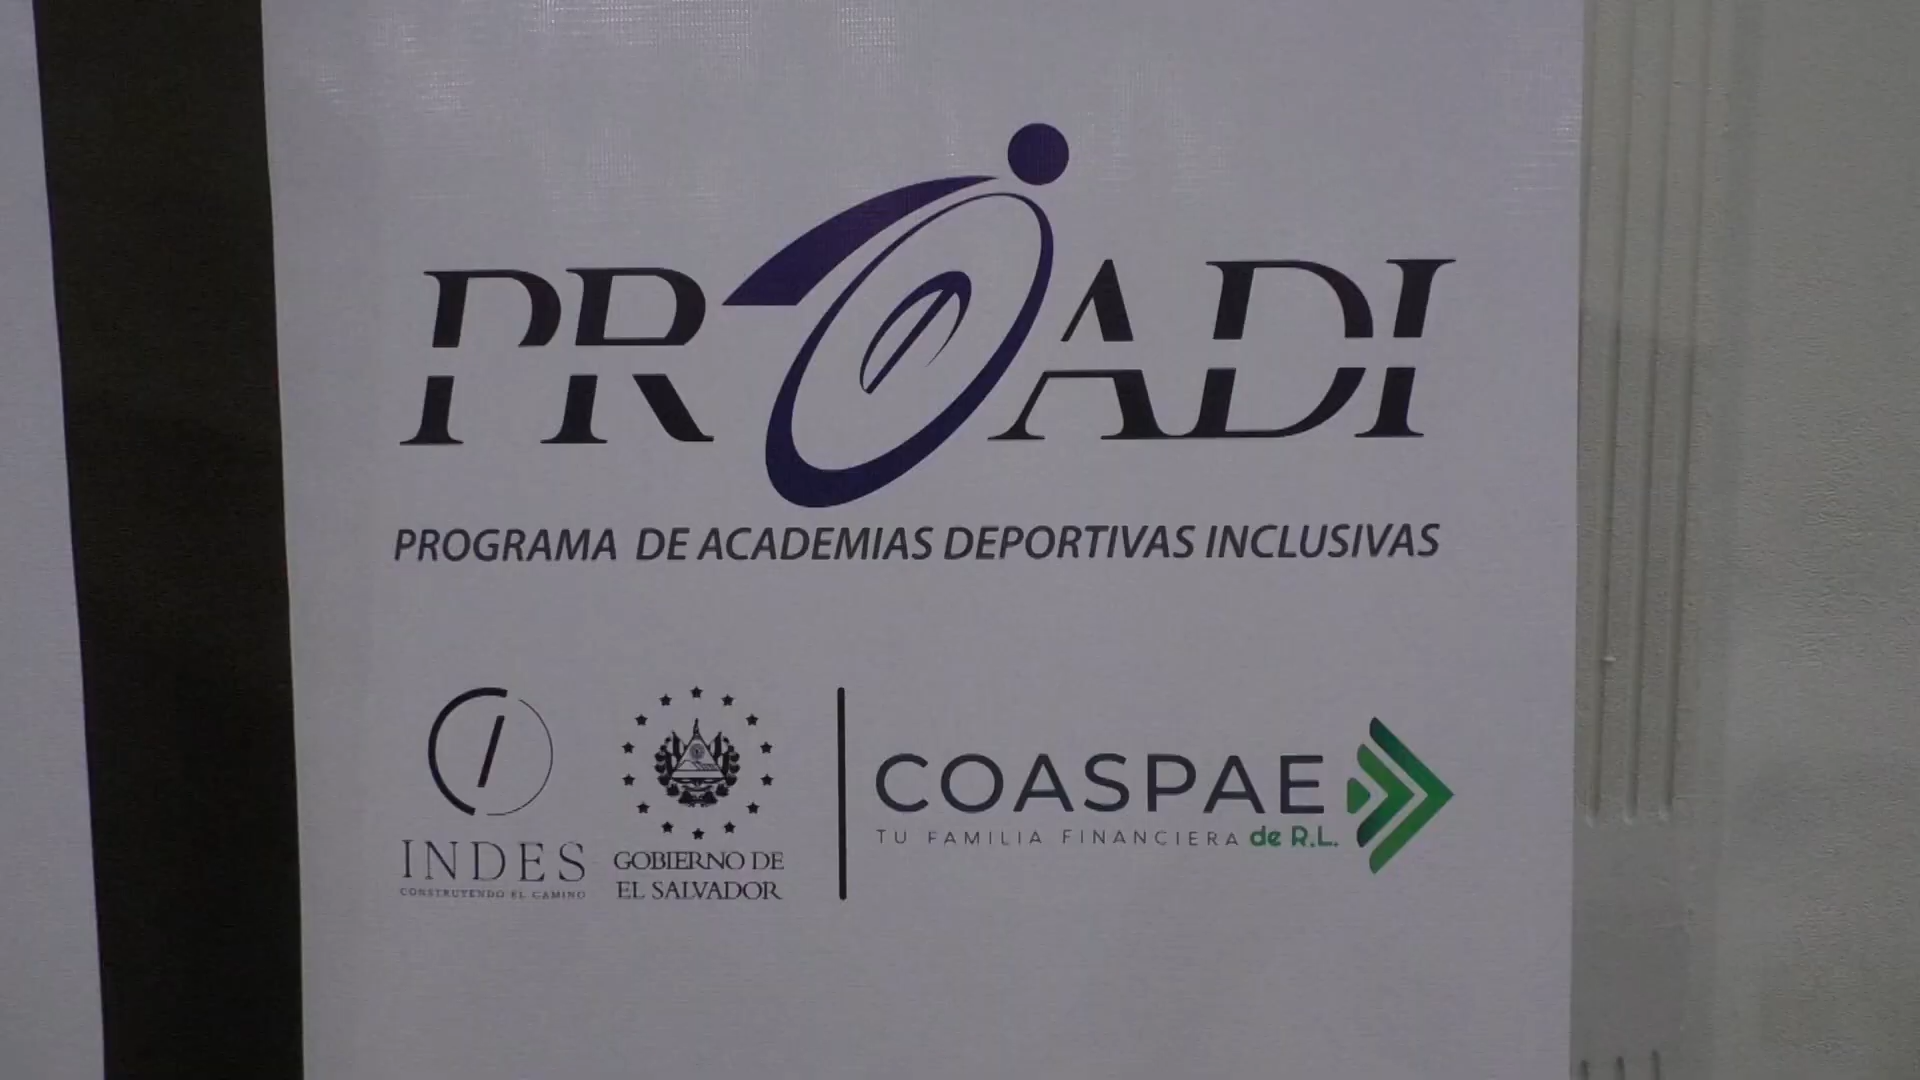 PROADI
PROGRAMA DE ACADEMIAS DEPORTIVAS INCLUSIVAS
INDES
CONSTRUYENDO EL CAMINO
GOBIERNO DE
EL SALVADOR
COASPAE
TU FAMILIA FINANCIERA de R.L.